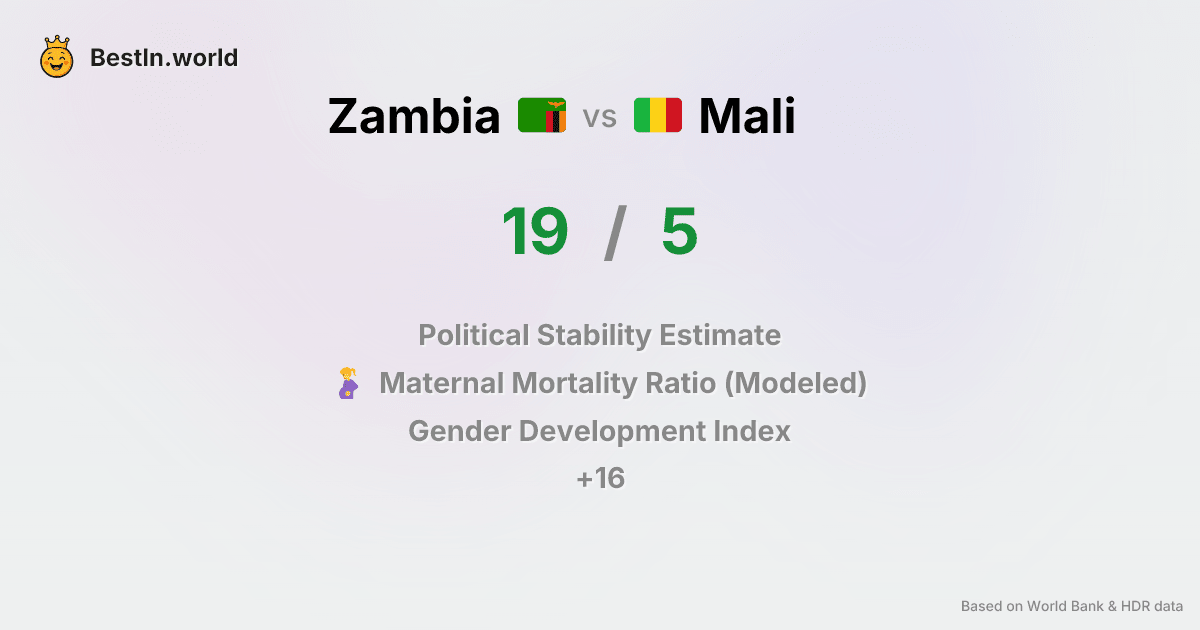 BestIn.world
Zambia vs Mali
19 / 5
Political Stability Estimate
Maternal Mortality Ratio (Modeled)
Gender Development Index
+16
Based on World Bank & HDR data